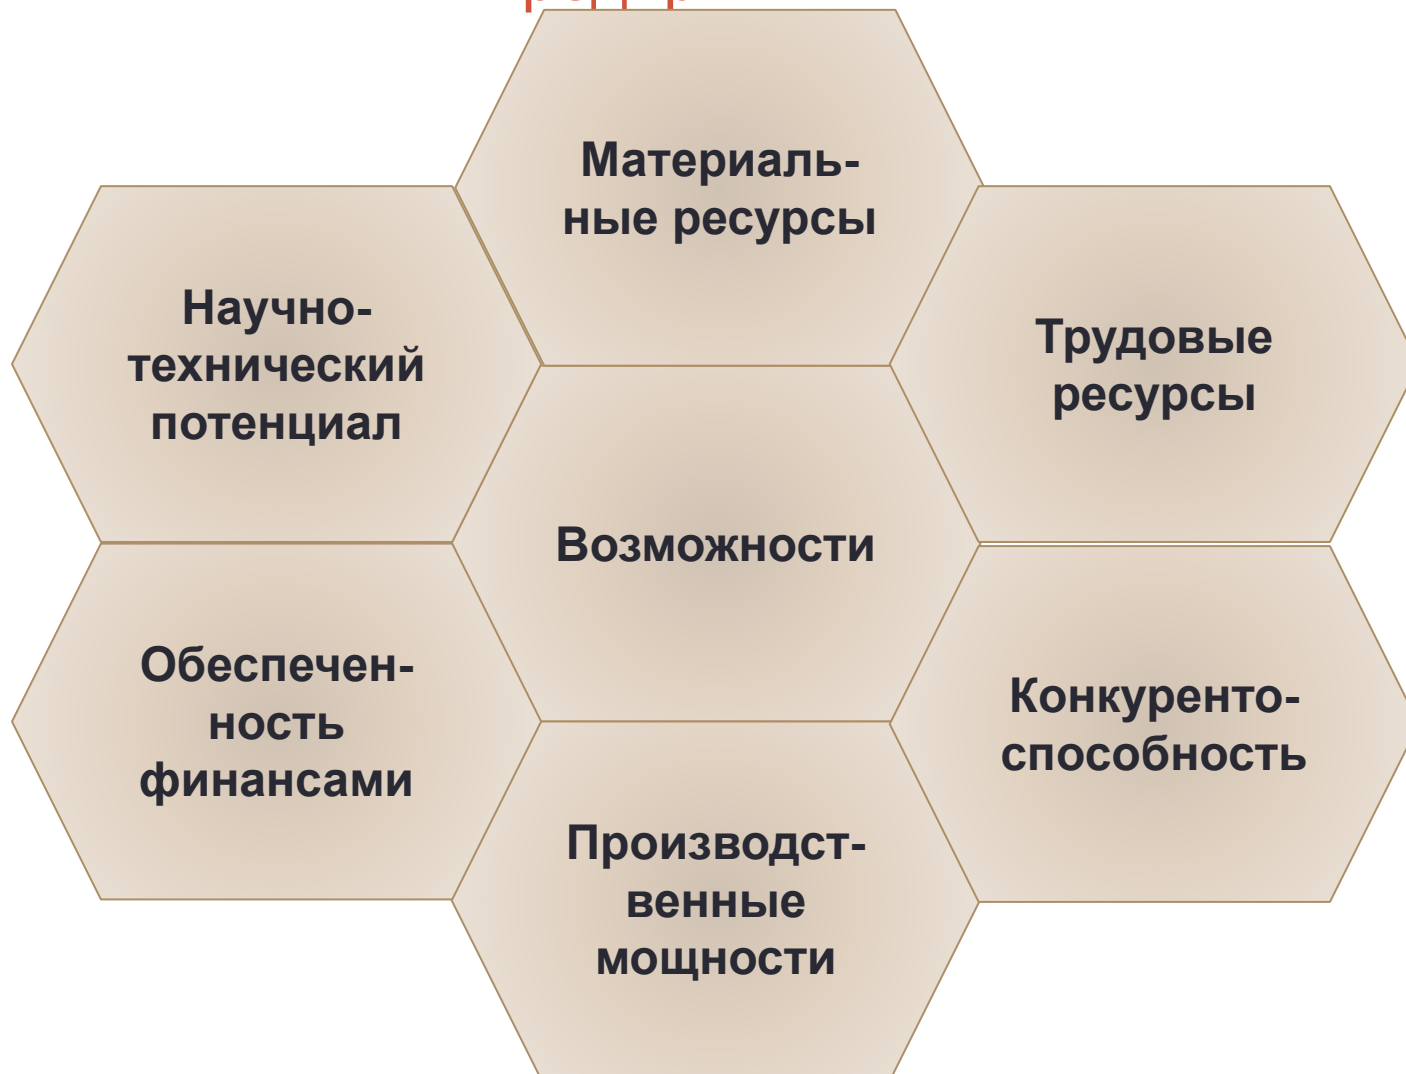 Материаль-
ные ресурсы
Научно-
технический
потенциал
Трудовые
ресурсы
Возможности
Обеспечен-
ность
финансами
Конкуренто-
способность
Производст-
венные
мощности